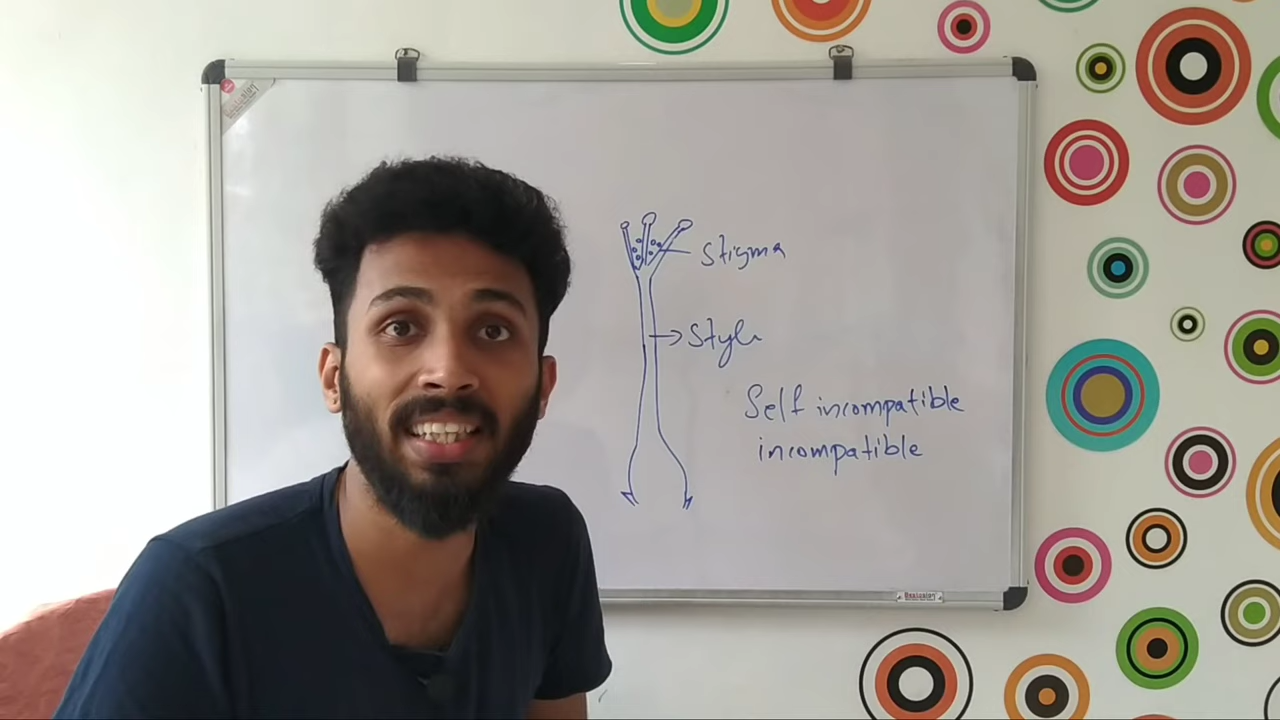 Stigma
Style
Self incompatible
incompatible